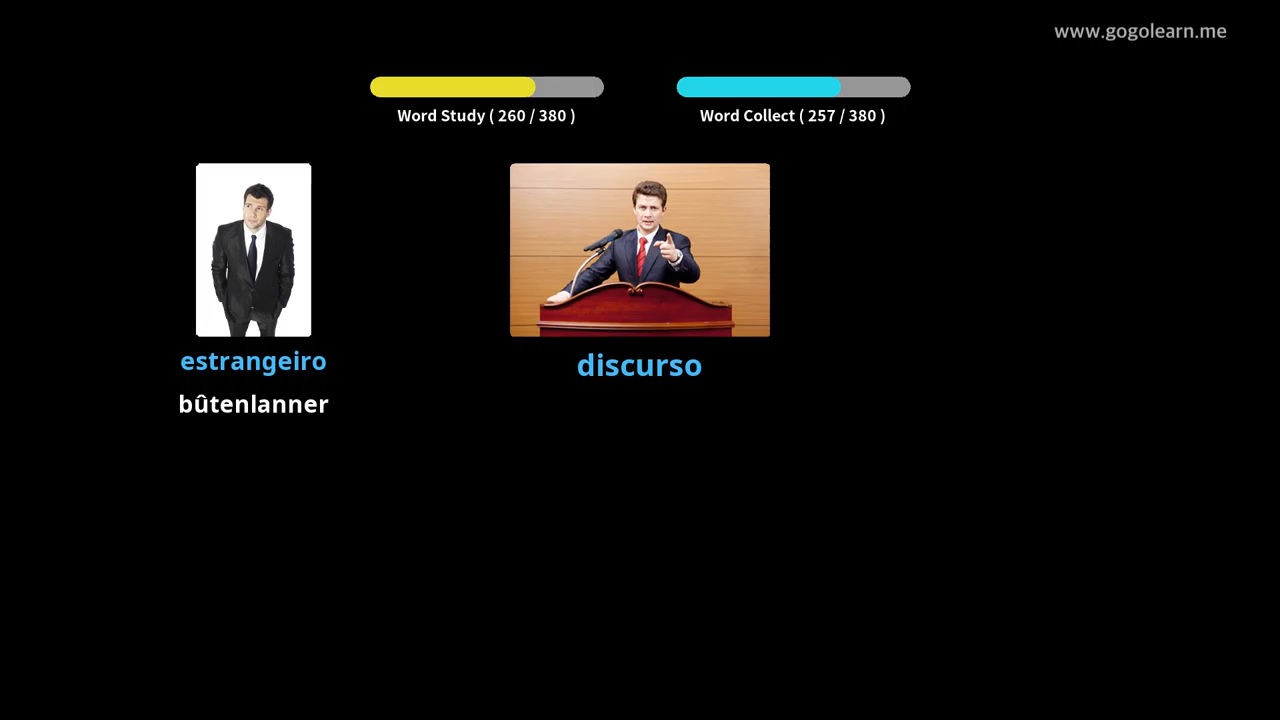 www.gogolearn.me
Word Study ( 260 / 380 )
Word Collect ( 257 / 380 )
estrangeiro
discurso
bûtenlanner